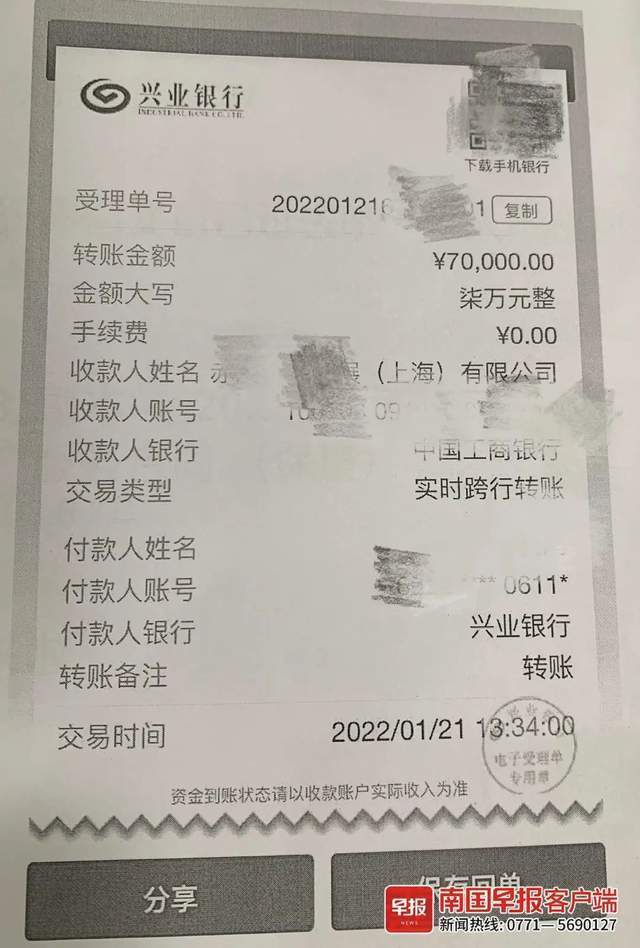 兴业银行
INDUSTRIAL BANK CO.,LTD.
下载手机银行
受理单号 202201216 01 复制
转账金额 ¥70,000.00
金额大写 柒万元整
手续费 ¥0.00
收款人姓名 展（上海）有限公司
收款人账号 09
收款人银行 中国工商银行
交易类型 实时跨行转账
付款人姓名
付款人账号 **** 0611*
付款人银行 兴业银行
转账备注 转账
交易时间 2022/01/21 13:34:00
兴业
电子受理单
专用章
资金到账状态请以收款账户实际收入为准
分享 保存回单
早报 南国早报客户端
NEWS 新闻热线: 0771—5690127